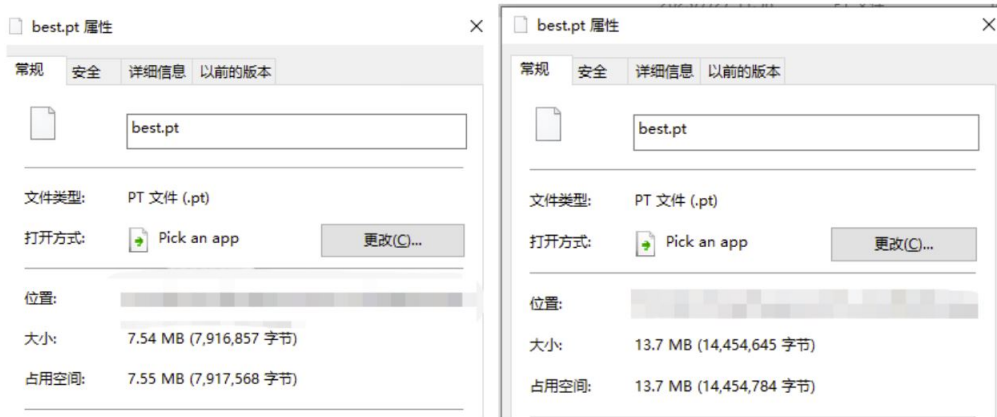 best.pt 属性
常规 安全 详细信息 以前的版本
best.pt
文件类型: PT 文件 (.pt)
打开方式: Pick an app 更改(C)...
位置:
大小: 7.54 MB (7,916,857 字节)
占用空间: 7.55 MB (7,917,568 字节)
best.pt 属性
常规 安全 详细信息 以前的版本
best.pt
文件类型: PT 文件 (.pt)
打开方式: Pick an app 更改(C)...
位置:
大小: 13.7 MB (14,454,645 字节)
占用空间: 13.7 MB (14,454,784 字节)